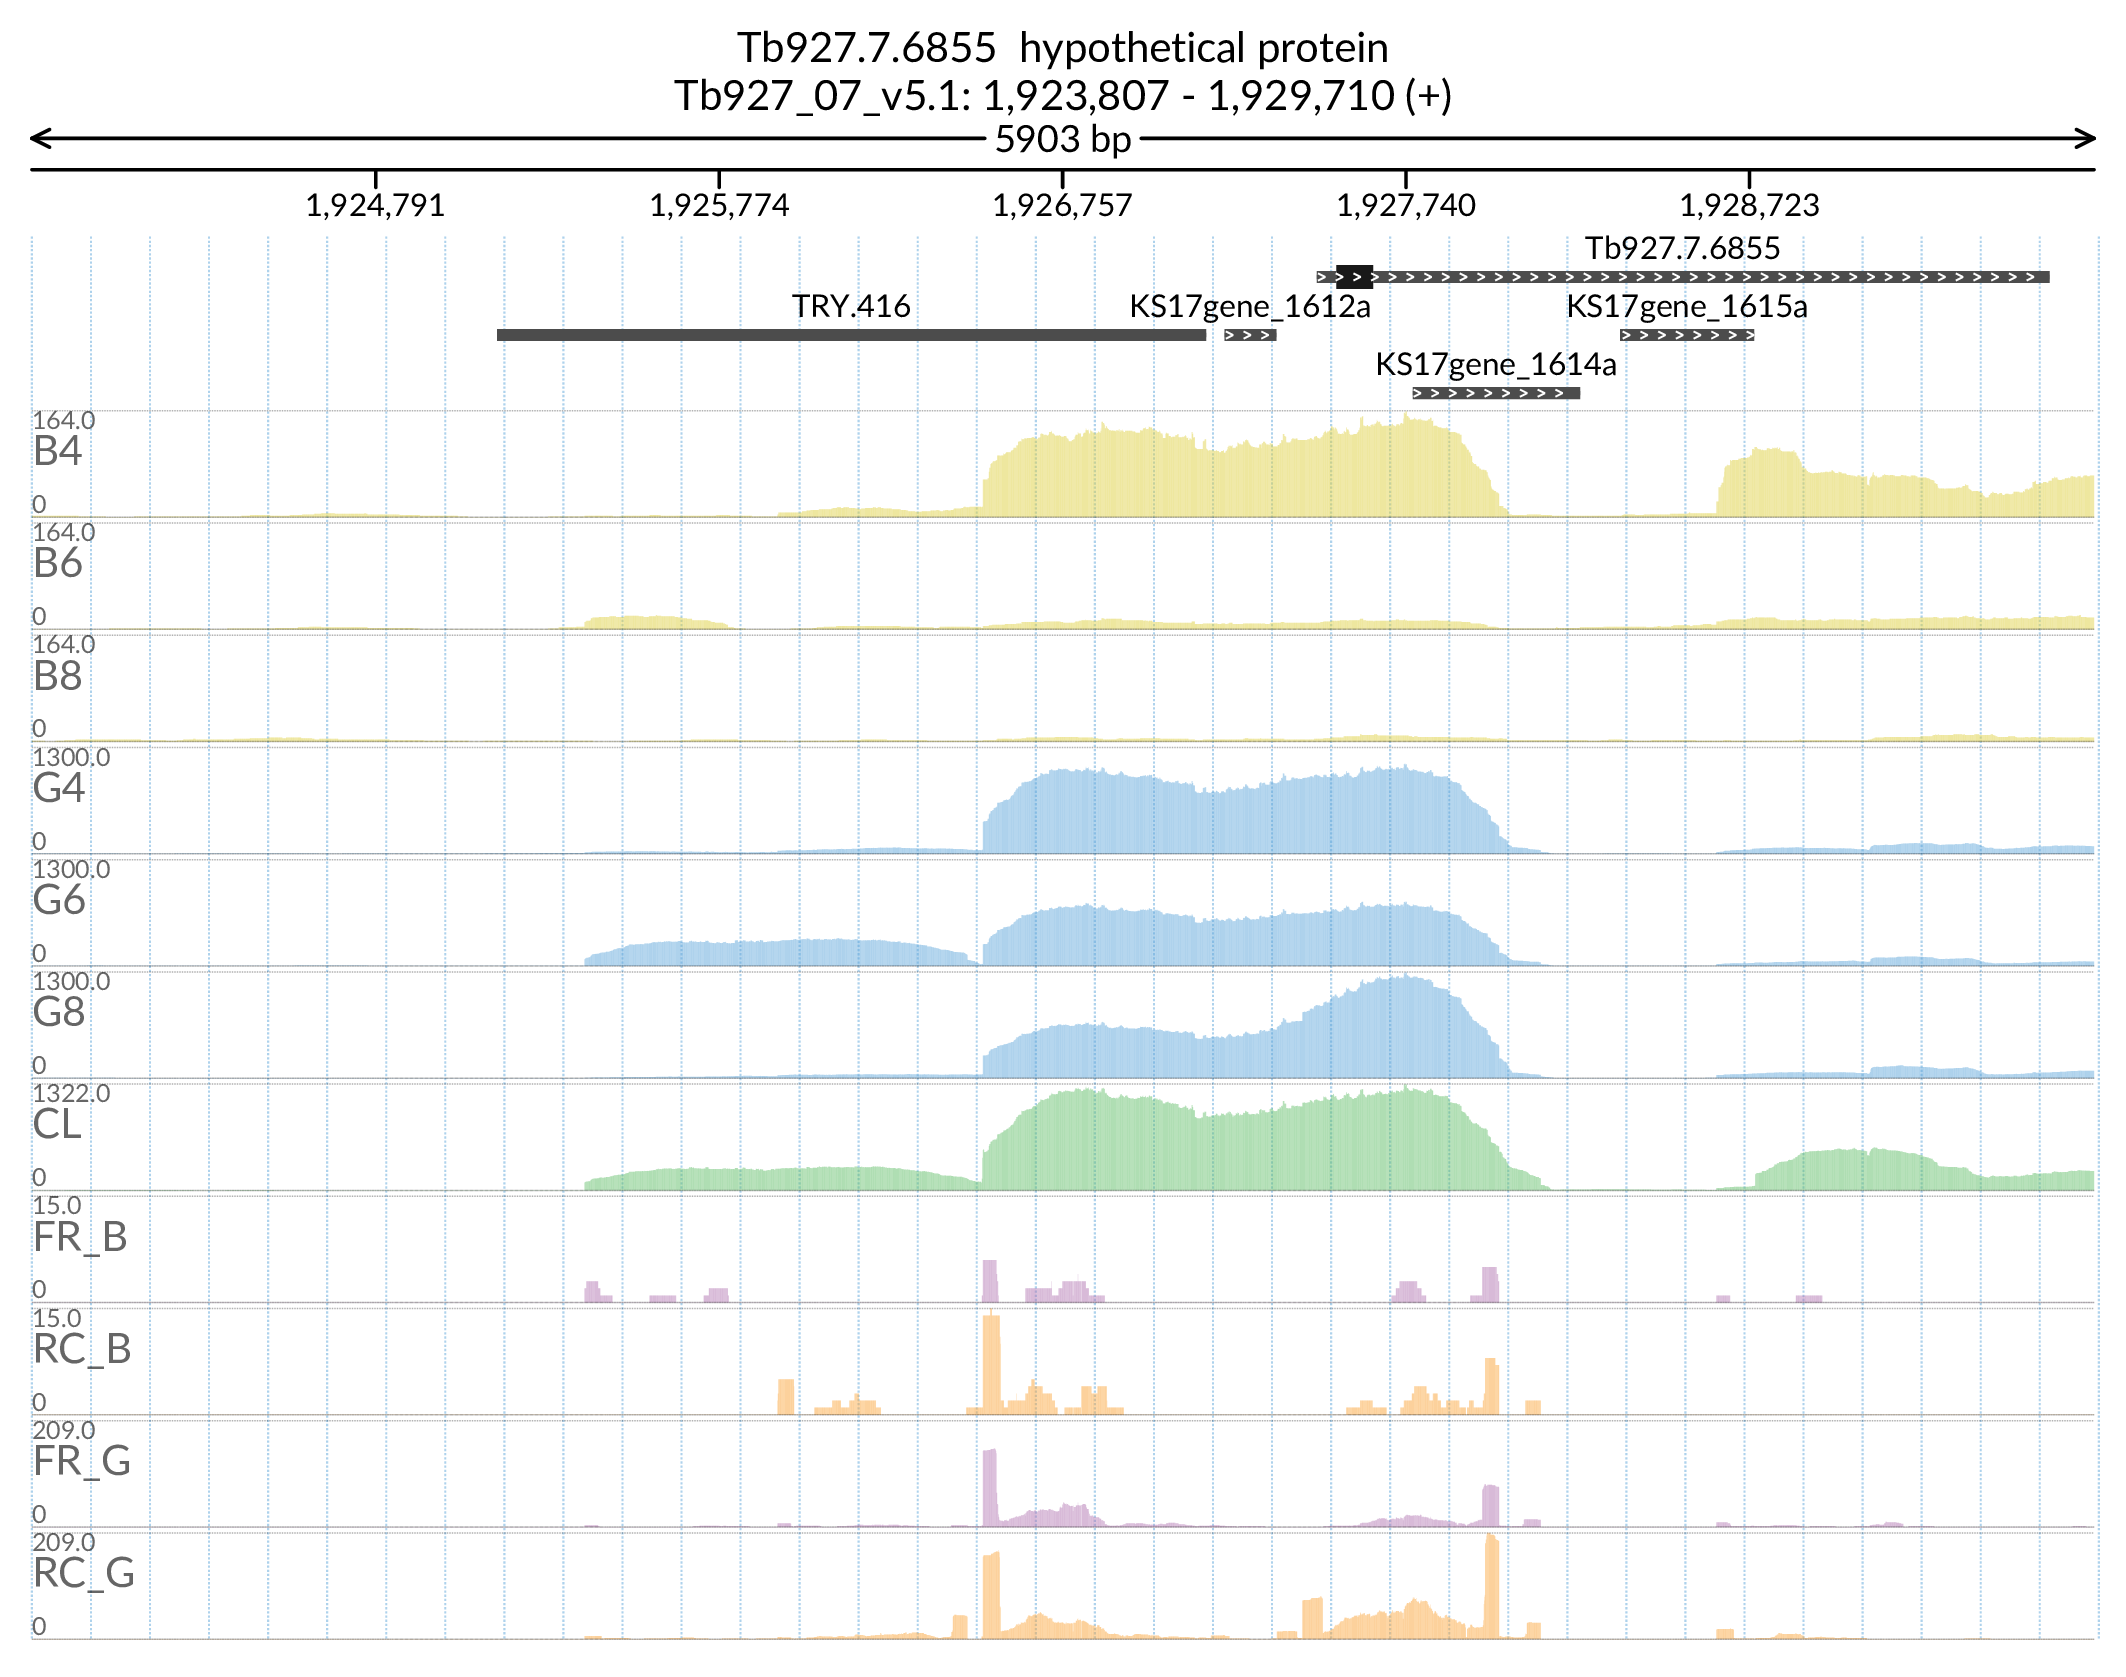 Tb927.7.6855  hypothetical protein
Tb927_07_v5.1: 1,923,807 - 1,929,710 (+)
5903 bp
1,924,791 1,925,774 1,926,757 1,927,740 1,928,723
Tb927.7.6855
TRY.416 KS17gene_1612a KS17gene_1615a
KS17gene_1614a
164.0
B4
0
164.0
B6
0
164.0
B8
0
1300.0
G4
0
1300.0
G6
0
1300.0
G8
0
1322.0
CL
0
15.0
FR_B
0
15.0
RC_B
0
209.0
FR_G
0
209.0
RC_G
0